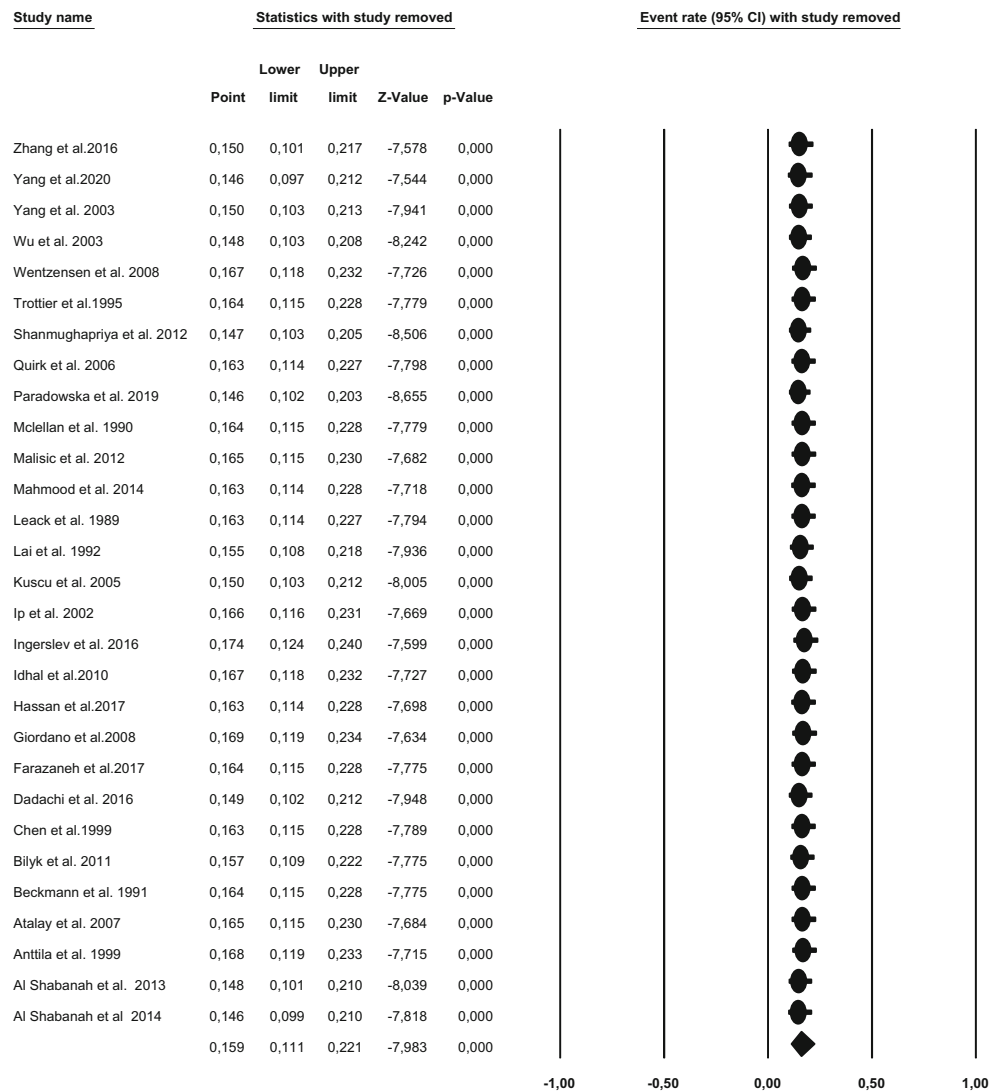 Study name Statistics with study removed Event rate (95% CI) with study removed
Lower Upper
Point limit limit Z-Value p-Value
Zhang et al.2016 0,150 0,101 0,217 -7,578 0,000
Yang et al.2020 0,146 0,097 0,212 -7,544 0,000
Yang et al. 2003 0,150 0,103 0,213 -7,941 0,000
Wu et al. 2003 0,148 0,103 0,208 -8,242 0,000
Wentzensen et al. 2008 0,167 0,118 0,232 -7,726 0,000
Trottier et al.1995 0,164 0,115 0,228 -7,779 0,000
Shanmughapriya et al. 2012 0,147 0,103 0,205 -8,506 0,000
Quirk et al. 2006 0,163 0,114 0,227 -7,798 0,000
Paradowska et al. 2019 0,146 0,102 0,203 -8,655 0,000
Mclellan et al. 1990 0,164 0,115 0,228 -7,779 0,000
Malisic et al. 2012 0,165 0,115 0,230 -7,682 0,000
Mahmood et al. 2014 0,163 0,114 0,228 -7,718 0,000
Leack et al. 1989 0,163 0,114 0,227 -7,794 0,000
Lai et al. 1992 0,155 0,108 0,218 -7,936 0,000
Kuscu et al. 2005 0,150 0,103 0,212 -8,005 0,000
Ip et al. 2002 0,166 0,116 0,231 -7,669 0,000
Ingerslev et al. 2016 0,174 0,124 0,240 -7,599 0,000
Idhal et al.2010 0,167 0,118 0,232 -7,727 0,000
Hassan et al.2017 0,163 0,114 0,228 -7,698 0,000
Giordano et al.2008 0,169 0,119 0,234 -7,634 0,000
Farazaneh et al.2017 0,164 0,115 0,228 -7,775 0,000
Dadachi et al. 2016 0,149 0,102 0,212 -7,948 0,000
Chen et al.1999 0,163 0,115 0,228 -7,789 0,000
Bilyk et al. 2011 0,157 0,109 0,222 -7,775 0,000
Beckmann et al. 1991 0,164 0,115 0,228 -7,775 0,000
Atalay et al. 2007 0,165 0,115 0,230 -7,684 0,000
Anttila et al. 1999 0,168 0,119 0,233 -7,715 0,000
Al Shabanah et al. 2013 0,148 0,101 0,210 -8,039 0,000
Al Shabanah et al 2014 0,146 0,099 0,210 -7,818 0,000
0,159 0,111 0,221 -7,983 0,000
-1,00 -0,50 0,00 0,50 1,00